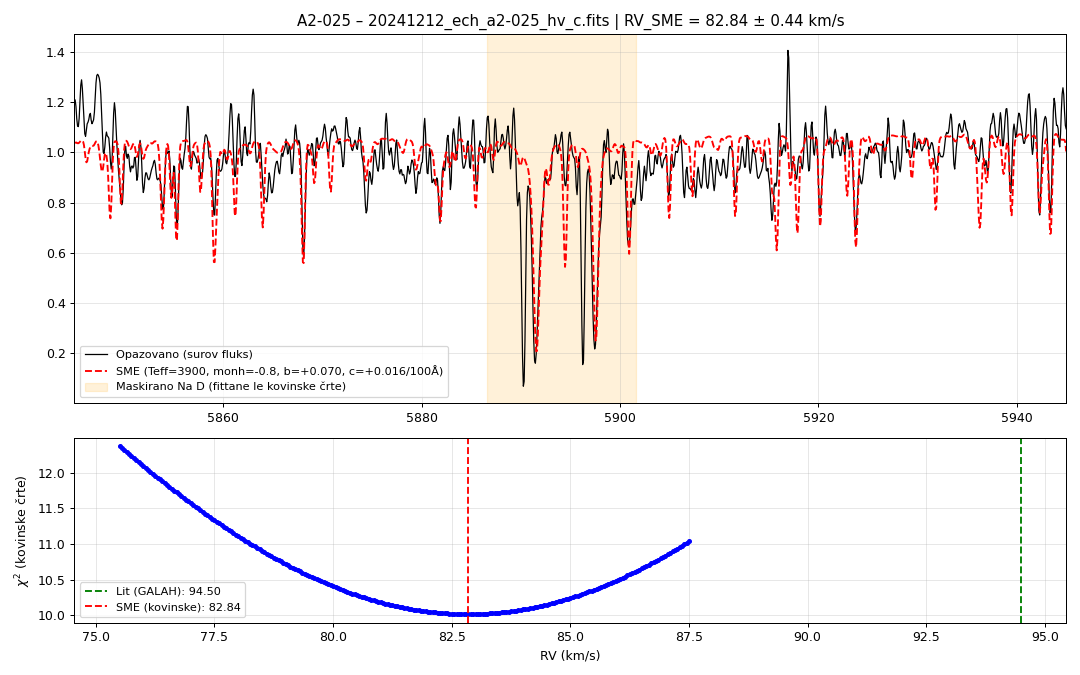 A2-025 – 20241212_ech_a2-025_hv_c.fits | RV_SME = 82.84 ± 0.44 km/s
1.4
1.2
1.0
0.8
0.6
0.4
0.2
Opazovano (surov fluks)
SME (Teff=3900, monh=-0.8, b=+0.070, c=+0.016/100Å)
Maskirano Na D (fittane le kovinske črte)
5860 5880 5900 5920 5940
12.0
11.5
11.0
10.5
10.0
χ² (kovinske črte)
Lit (GALAH): 94.50
SME (kovinske): 82.84
75.0 77.5 80.0 82.5 85.0 87.5 90.0 92.5 95.0
RV (km/s)